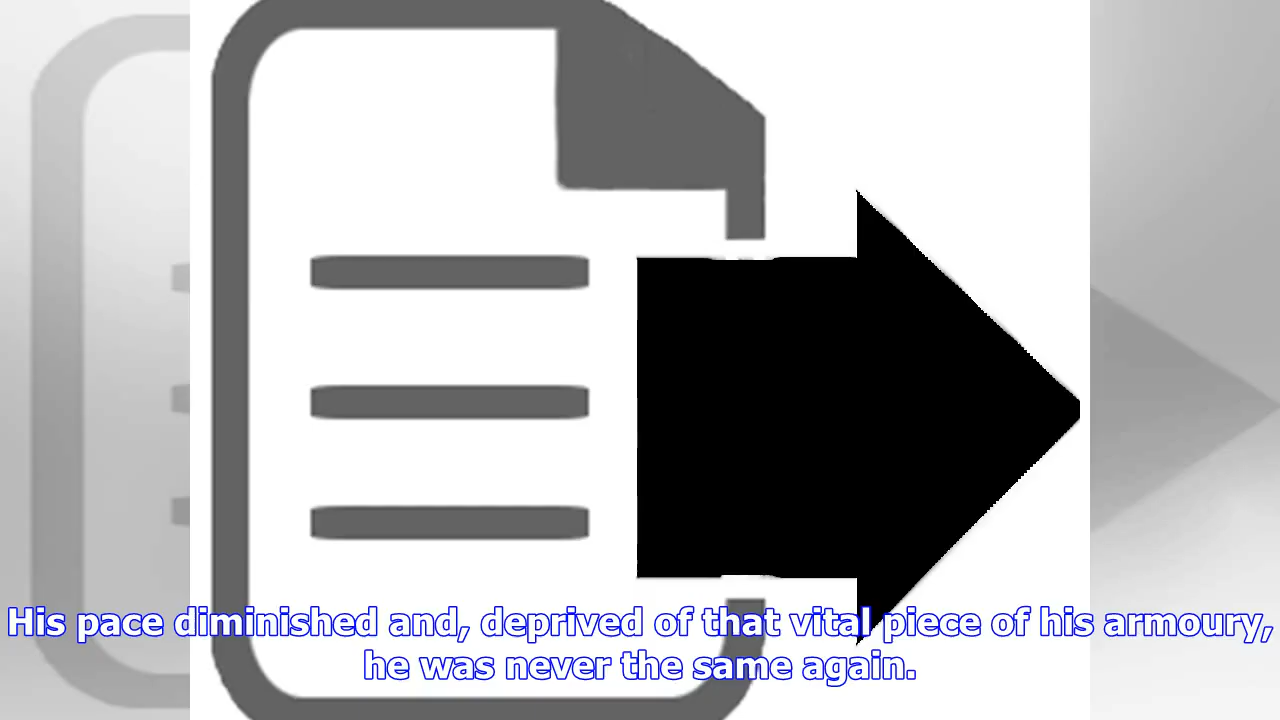 His pace diminished and, deprived of that vital piece of his armoury,
he was never the same again.